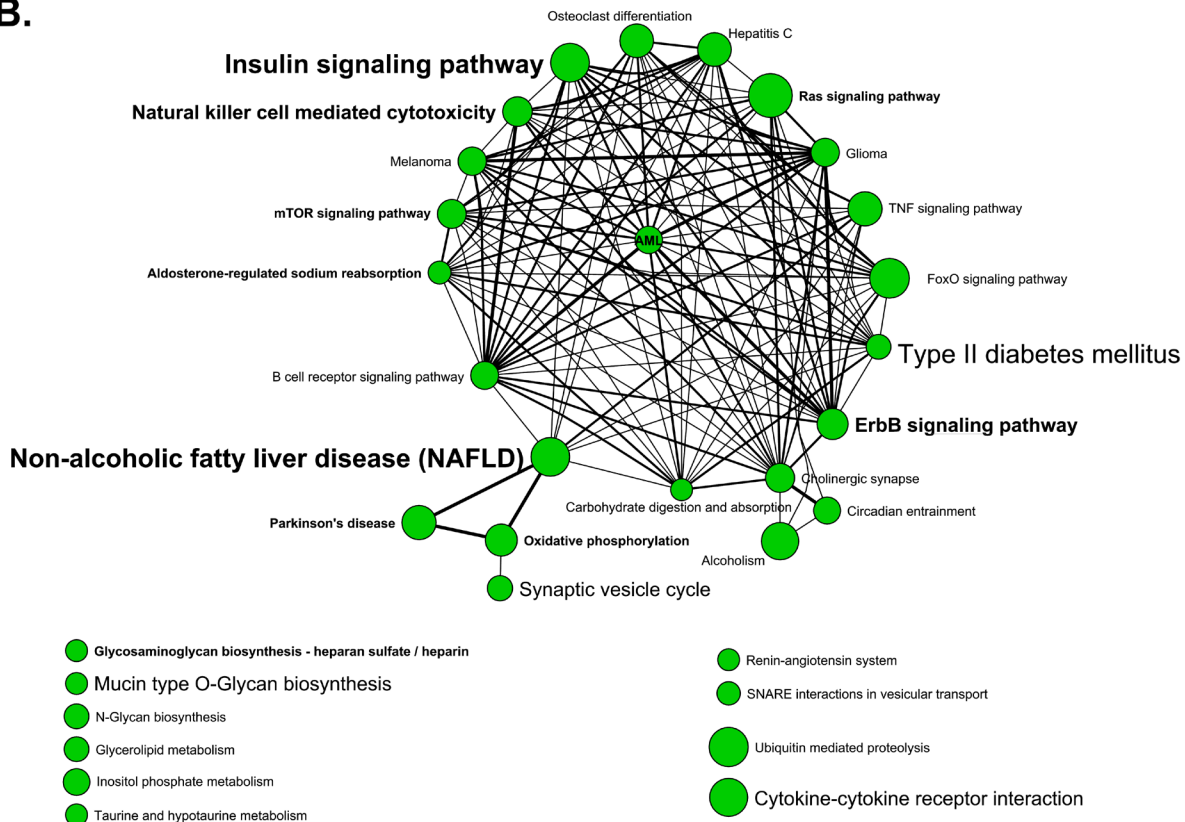 B.
Osteoclast differentiation
Hepatitis C
Insulin signaling pathway
Ras signaling pathway
Natural killer cell mediated cytotoxicity
Glioma
Melanoma
TNF signaling pathway
mTOR signaling pathway
AML
Aldosterone-regulated sodium reabsorption
FoxO signaling pathway
Type II diabetes mellitus
B cell receptor signaling pathway
ErbB signaling pathway
Non-alcoholic fatty liver disease (NAFLD)
Cholinergic synapse
Carbohydrate digestion and absorption
Circadian entrainment
Parkinson's disease
Oxidative phosphorylation
Alcoholism
Synaptic vesicle cycle
Glycosaminoglycan biosynthesis - heparan sulfate / heparin
Mucin type O-Glycan biosynthesis
N-Glycan biosynthesis
Glycerolipid metabolism
Inositol phosphate metabolism
Taurine and hypotaurine metabolism
Renin-angiotensin system
SNARE interactions in vesicular transport
Ubiquitin mediated proteolysis
Cytokine-cytokine receptor interaction